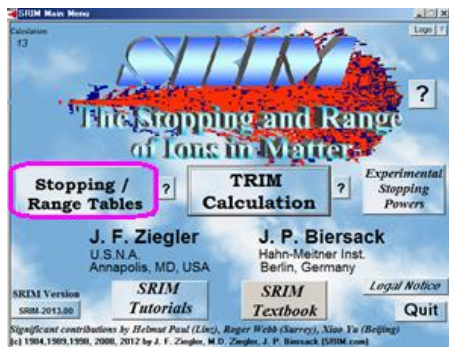 SRIM Main Menu
Calculation
13
Logo ?
SRIM
?
The Stopping and Range
of Ions in Matter
Stopping /
Range Tables
?
TRIM
Calculation
?
Experimental
Stopping
Powers
J. F. Ziegler
U.S.N.A.
Annapolis, MD, USA
J. P. Biersack
Hahn-Meitner Inst.
Berlin, Germany
SRIM Version
SRIM-2013.00
SRIM
Tutorials
SRIM
Textbook
Legal Notice
Quit
Significant contributions by Helmut Paul (Linz), Roger Webb (Surrey), Xiao Yu (Beijing)
(c) 1984,1989,1998, 2008, 2012 by J. F. Ziegler, M.D. Ziegler, J. P. Biersack (SRIM.com)